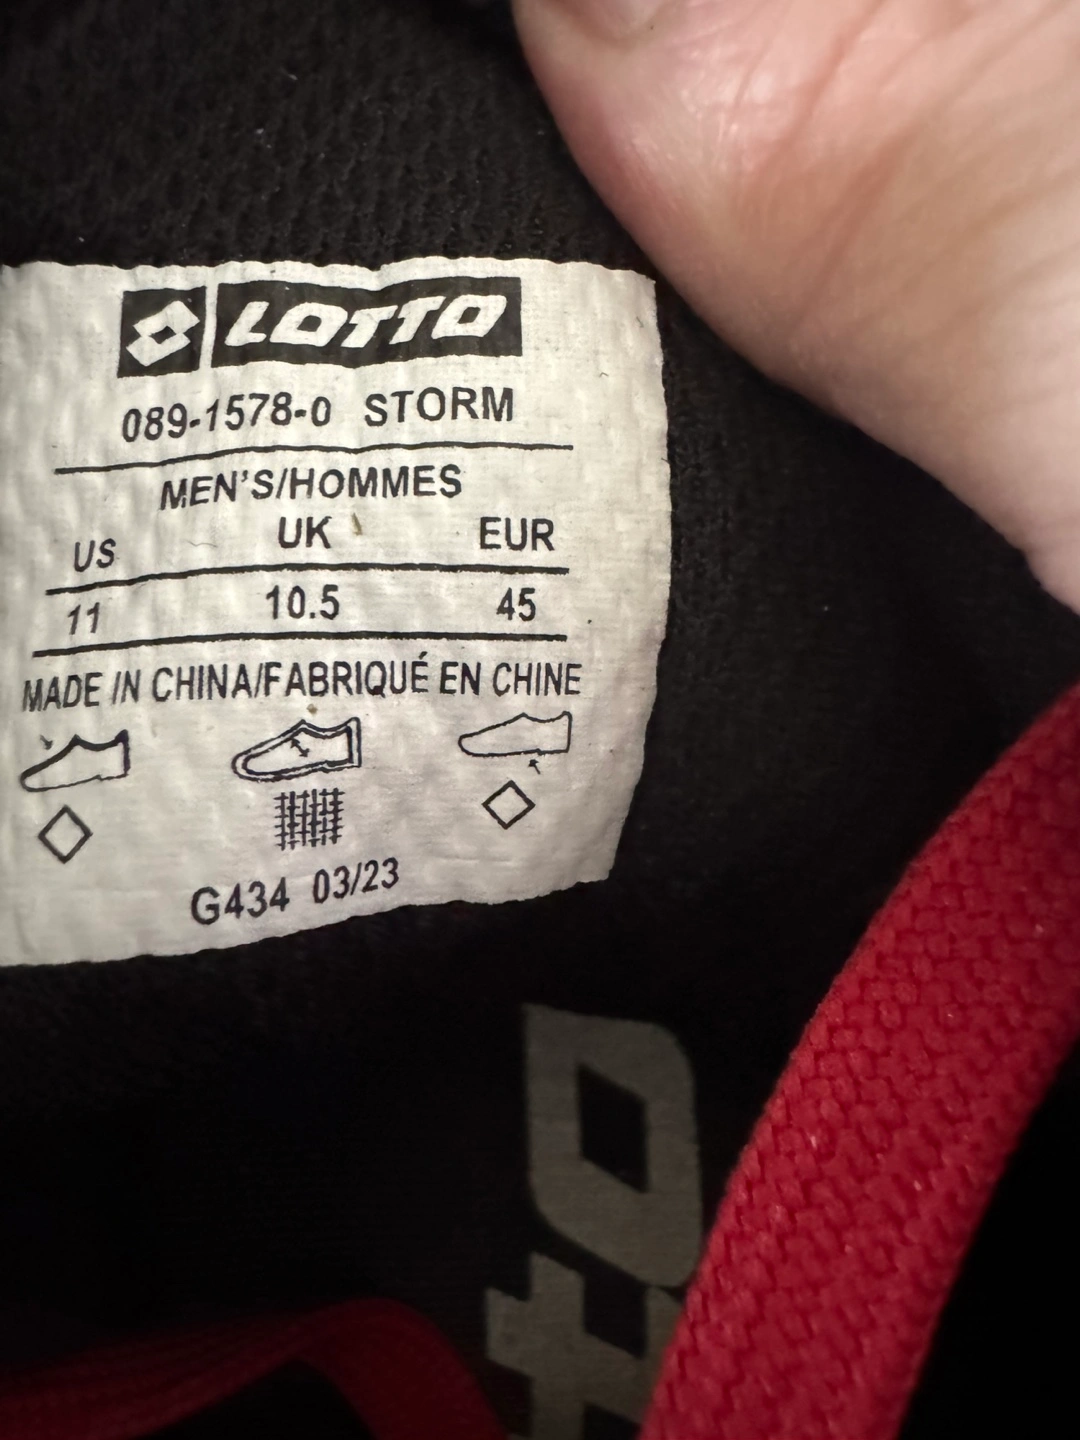 LOTTO
089-1578-0 STORM
MEN'S/HOMMES
US UK EUR
11 10.5 45
MADE IN CHINA/FABRIQUÉ EN CHINE
G434 03/23